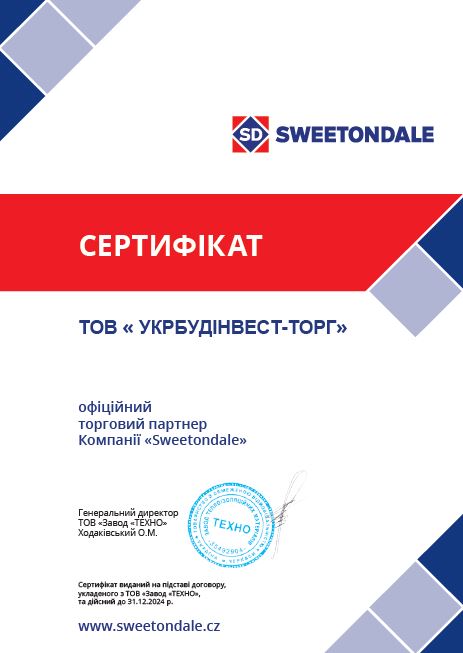 SD SWEETONDALE
СЕРТИФІКАТ
ТОВ « УКРБУДІНВЕСТ-ТОРГ»
офіційний
торговий партнер
Компанії «Sweetondale»
Генеральний директор
ТОВ «Завод «ТЕХНО»
Ходаківський О.М.
ТЕХНО
Сертифікат виданий на підставі договору,
укладеного з ТОВ «Завод «ТЕХНО»,
та дійсний до 31.12.2024 р.
www.sweetondale.cz